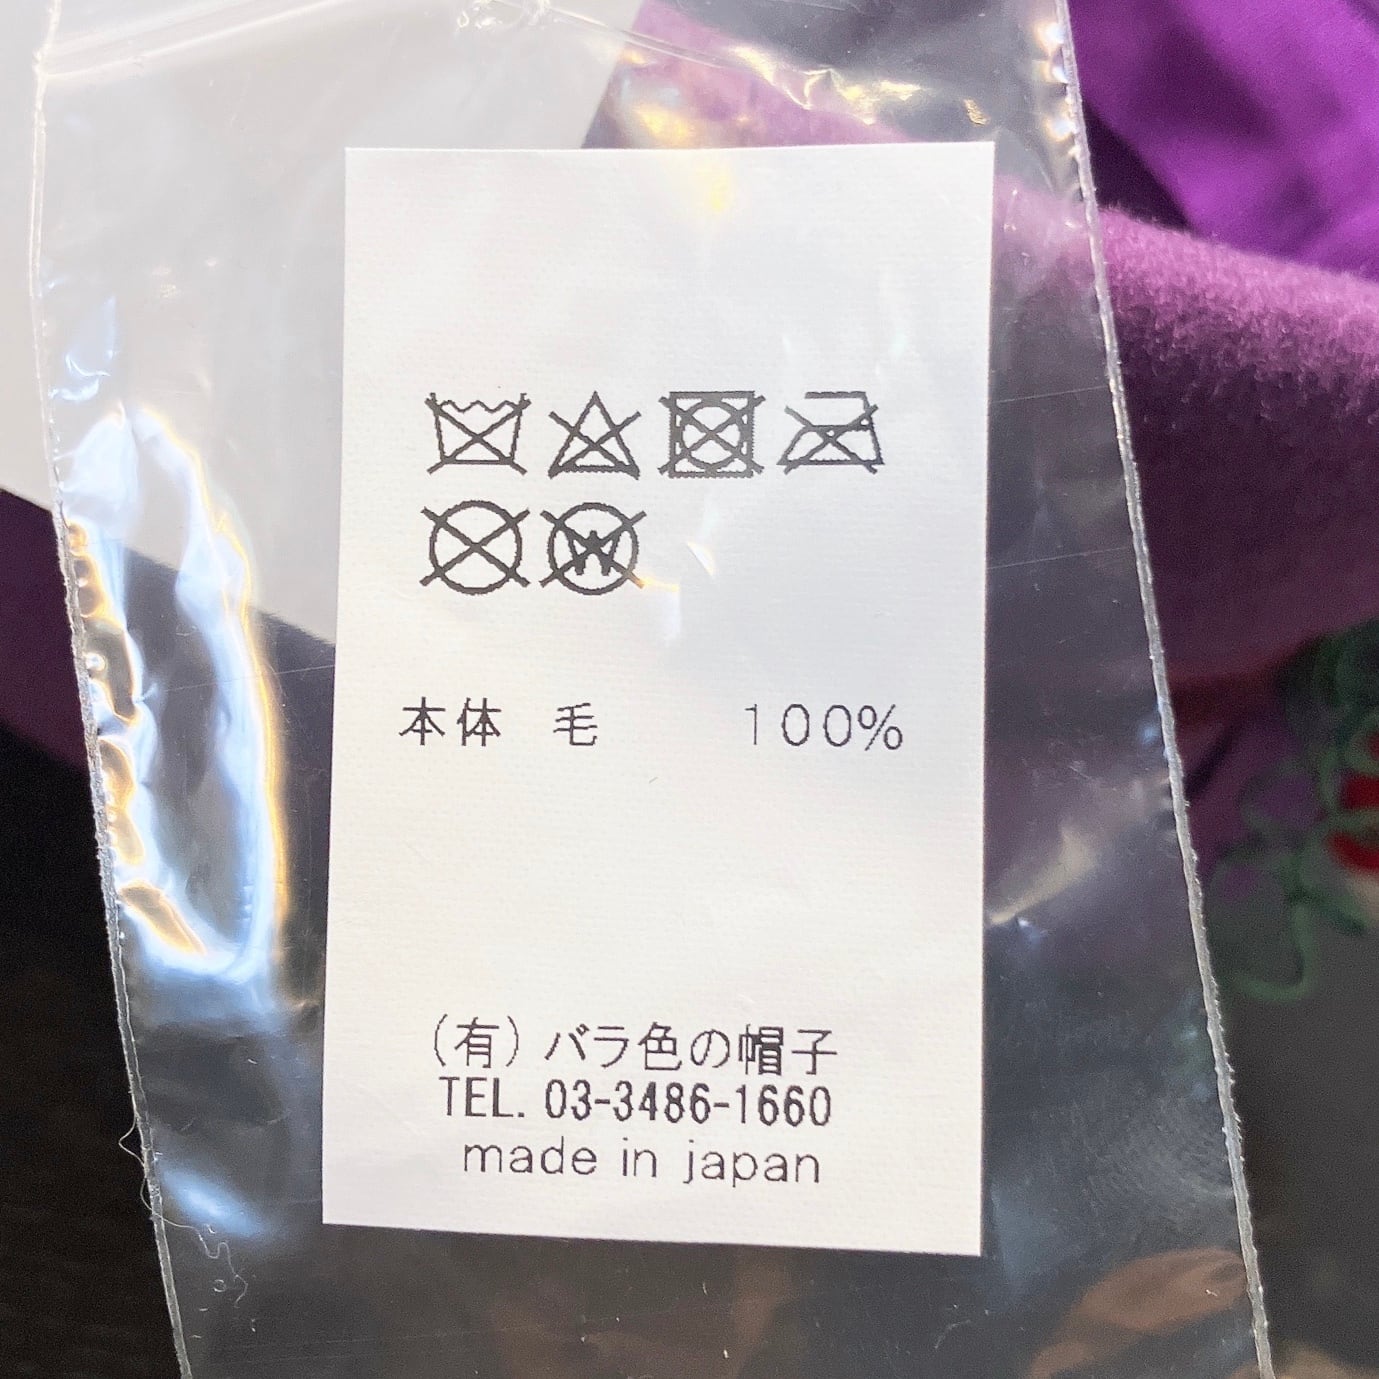 本体 毛 100%
(有)バラ色の帽子
TEL. 03-3486-1660
made in japan